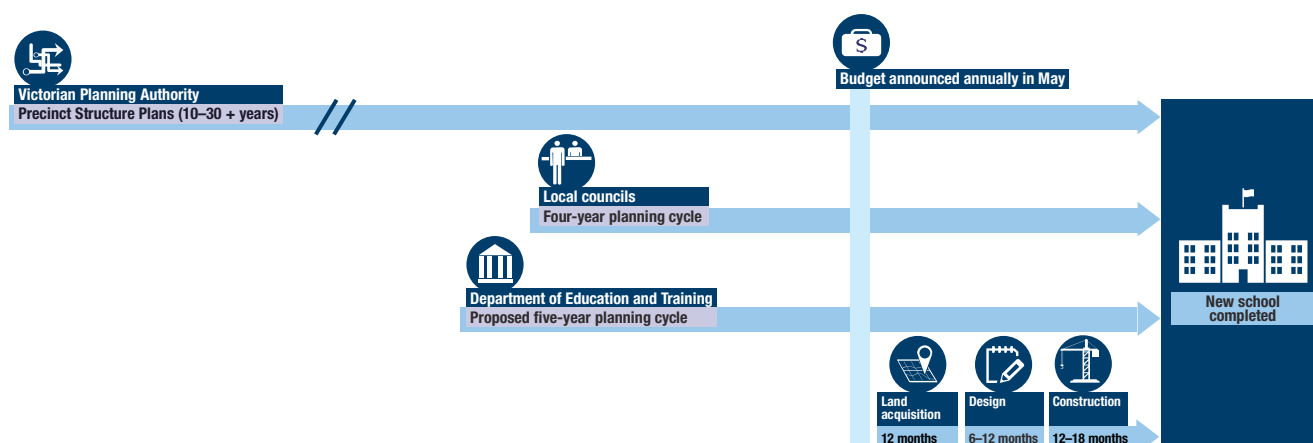 S
Budget announced annually in May
Victorian Planning Authority
Precinct Structure Plans (10–30 + years)
Local councils
Four-year planning cycle
Department of Education and Training
Proposed five-year planning cycle
New school
completed
Land
acquisition
12 months
Design
6–12 months
Construction
12–18 months